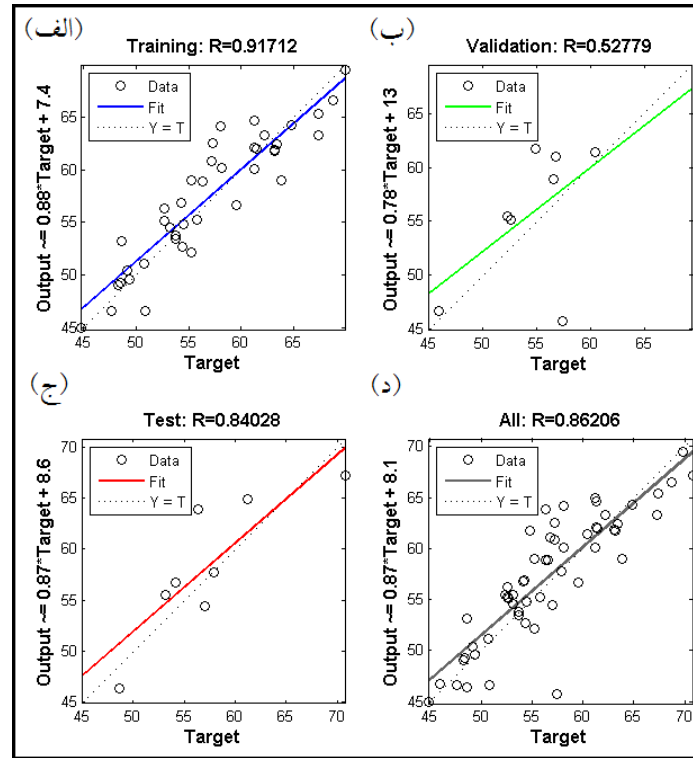 (الف)
Training: R=0.91712
Data
Fit
Y = T
Output ~= 0.88*Target + 7.4
65
60
55
50
45
45 50 55 60 65
Target
(ب)
Validation: R=0.52779
Data
Fit
Y = T
Output ~= 0.78*Target + 13
65
60
55
50
45
45 50 55 60 65
Target
(ج)
Test: R=0.84028
Data
Fit
Y = T
Output ~= 0.87*Target + 8.6
70
65
60
55
50
45
45 50 55 60 65 70
Target
(د)
All: R=0.86206
Data
Fit
Y = T
Output ~= 0.87*Target + 8.1
70
65
60
55
50
45
45 50 55 60 65 70
Target